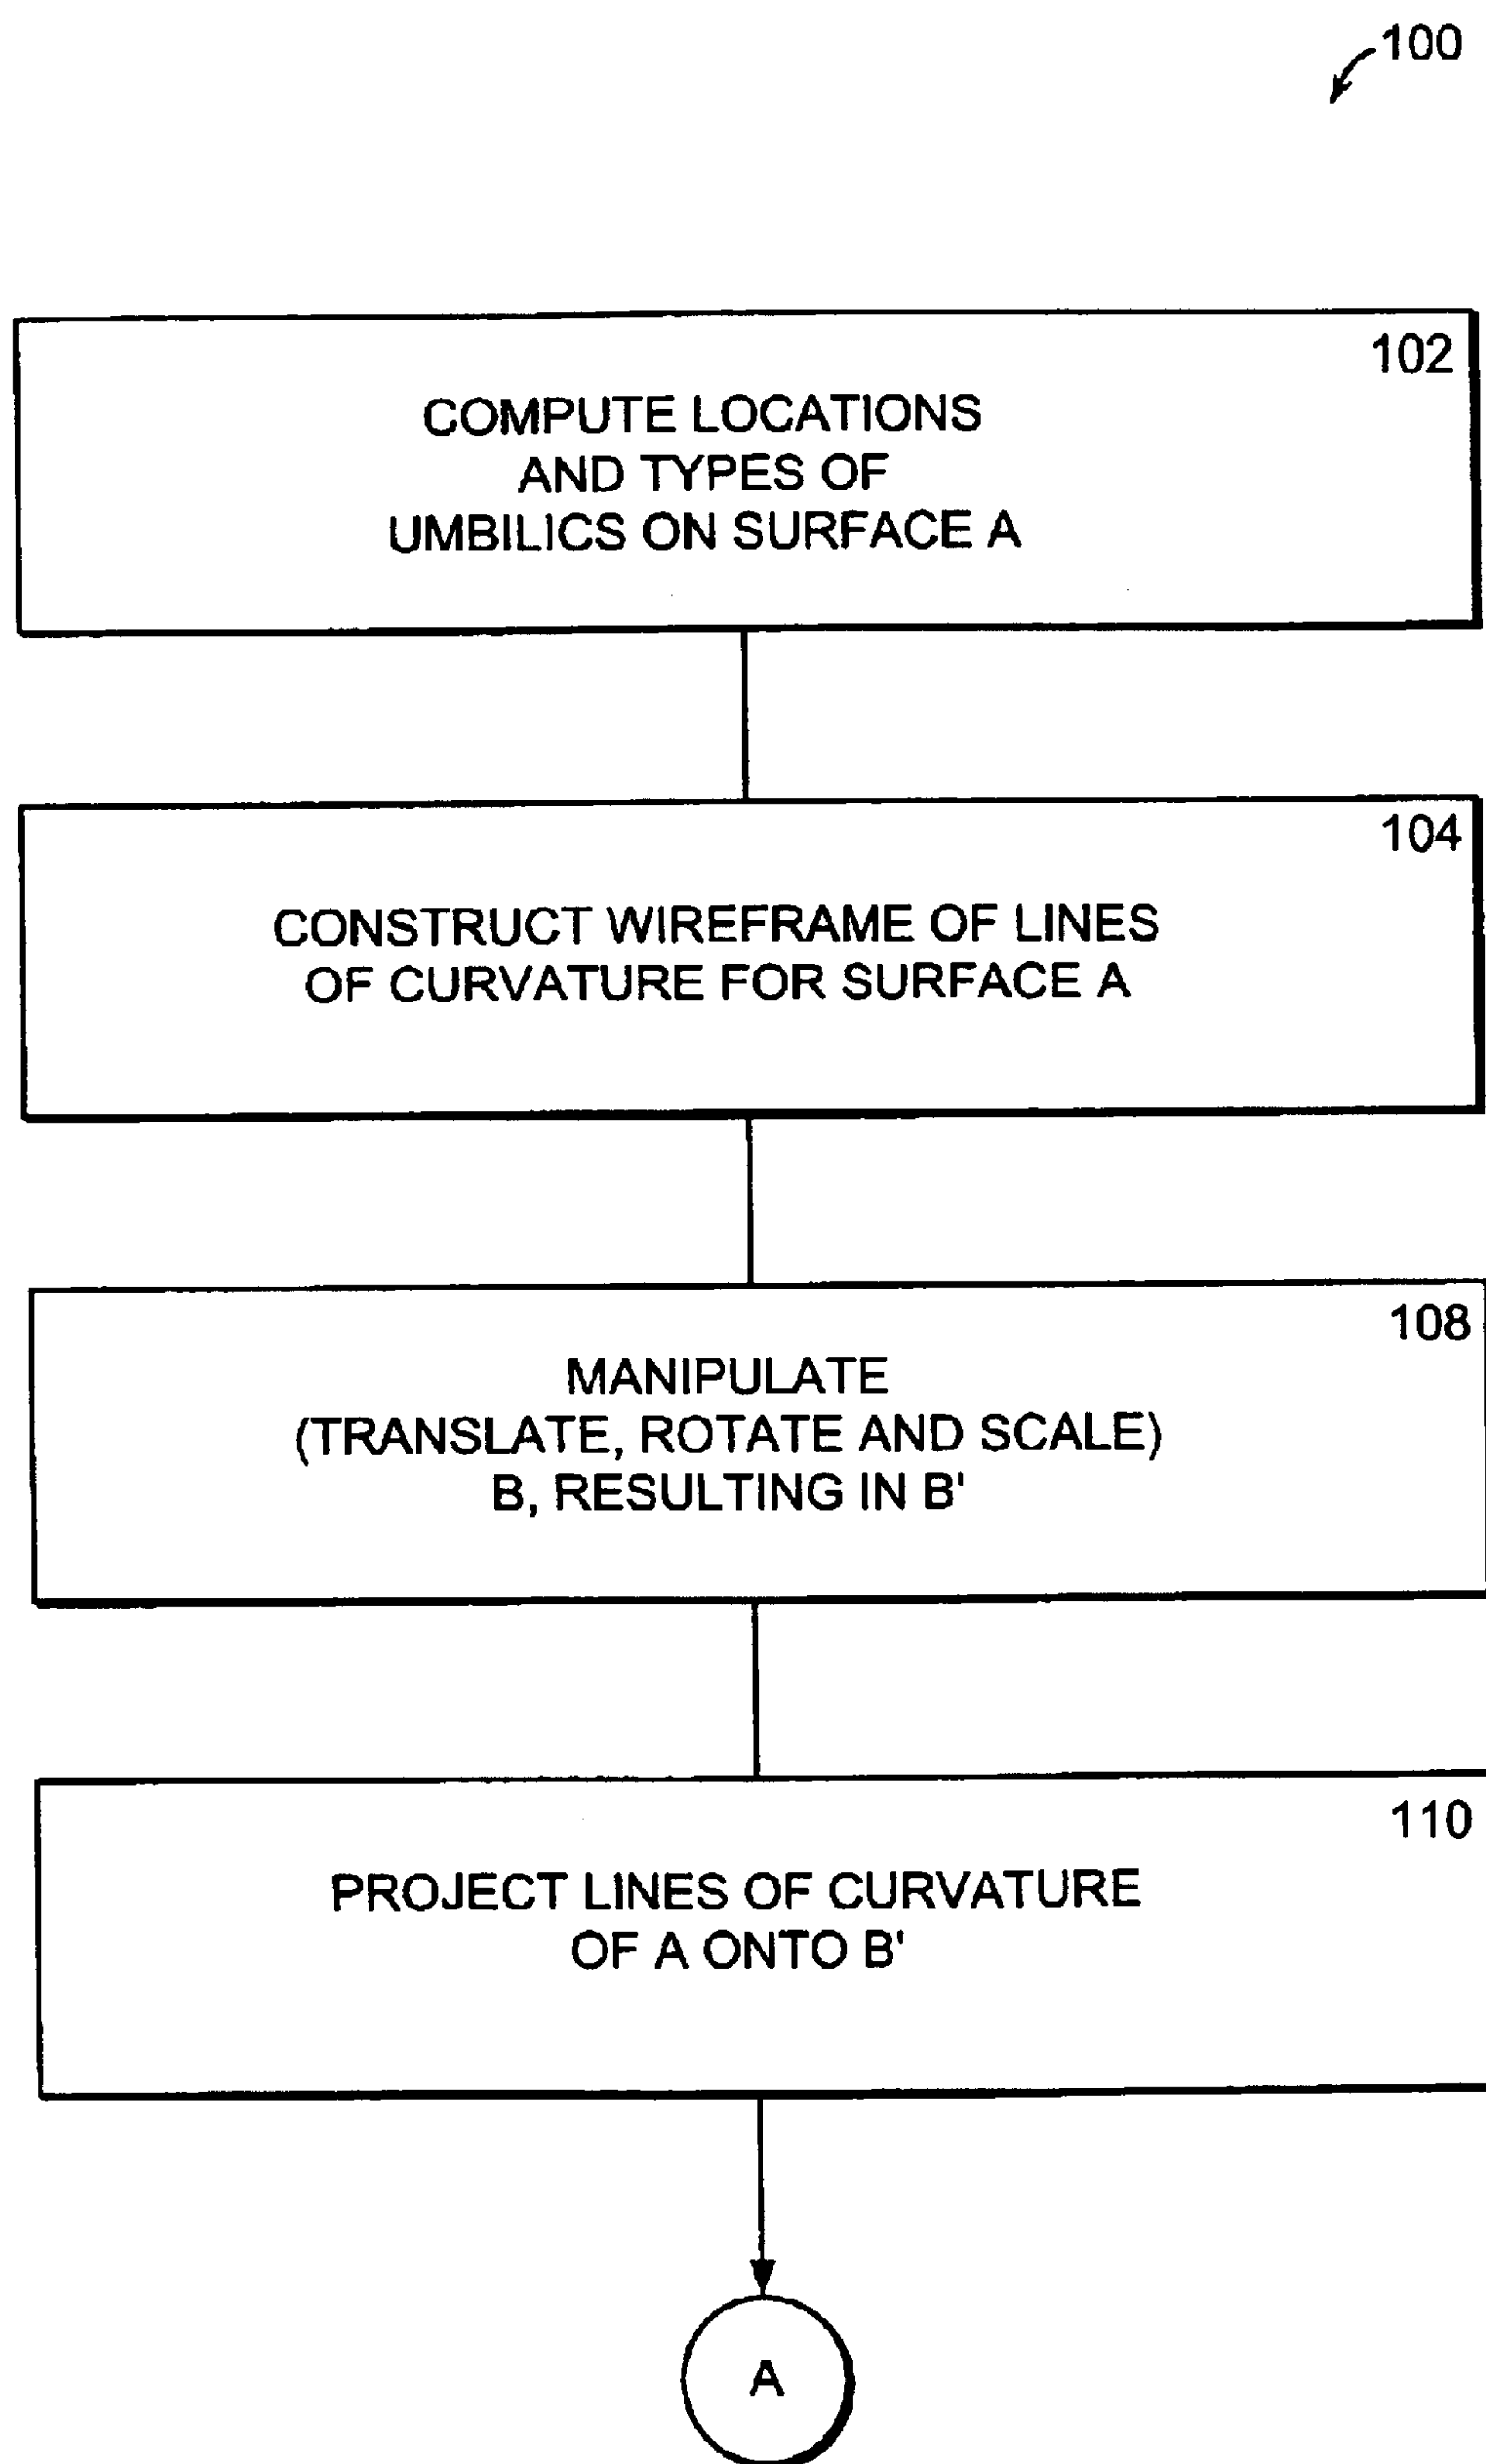 100
102
COMPUTE LOCATIONS
AND TYPES OF
UMBILICS ON SURFACE A
104
CONSTRUCT WIREFRAME OF LINES
OF CURVATURE FOR SURFACE A
108
MANIPULATE
(TRANSLATE, ROTATE AND SCALE)
B, RESULTING IN B'
110
PROJECT LINES OF CURVATURE
OF A ONTO B'
A